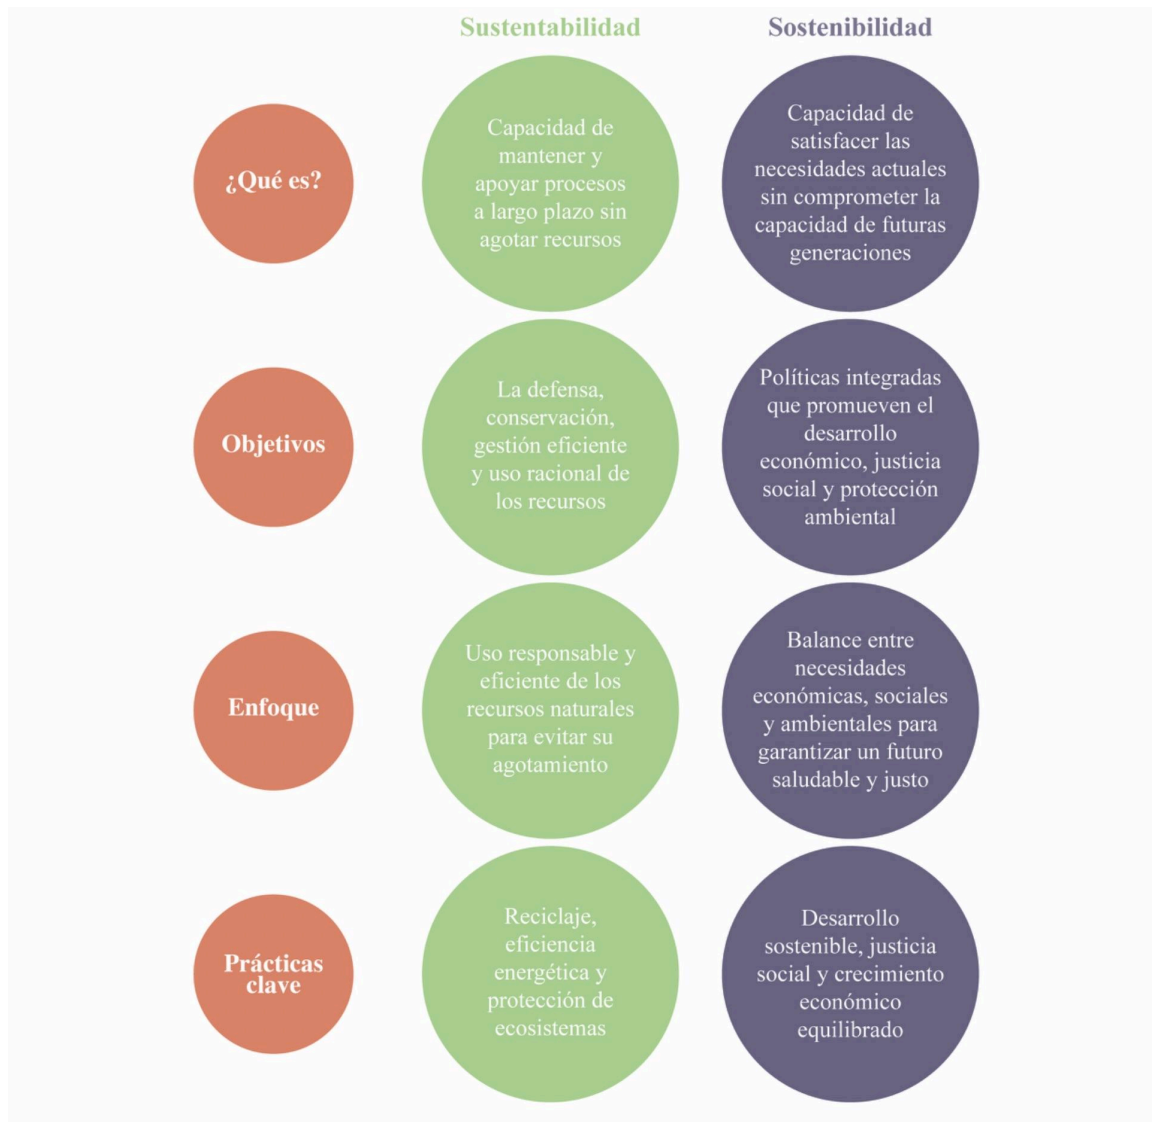 Sustentabilidad
Sostenibilidad
¿Qué es?
Capacidad de
mantener y
apoyar procesos
a largo plazo sin
agotar recursos
Capacidad de
satisfacer las
necesidades actuales
sin comprometer la
capacidad de futuras
generaciones
Objetivos
La defensa,
conservación,
gestión eficiente
y uso racional de
los recursos
Políticas integradas
que promueven el
desarrollo
económico, justicia
social y protección
ambiental
Enfoque
Uso responsable y
eficiente de los
recursos naturales
para evitar su
agotamiento
Balance entre
necesidades
económicas, sociales
y ambientales para
garantizar un futuro
saludable y justo
Prácticas
clave
Reciclaje,
eficiencia
energética y
protección de
ecosistemas
Desarrollo
sostenible, justicia
social y crecimiento
económico
equilibrado